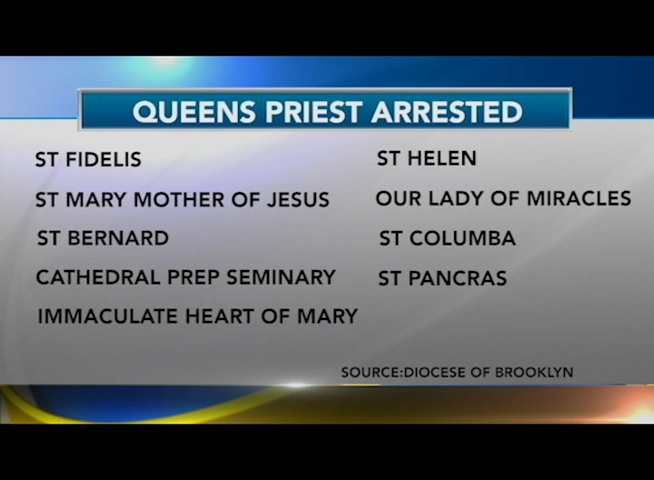 QUEENS PRIEST ARRESTED
ST FIDELIS
ST MARY MOTHER OF JESUS
ST BERNARD
CATHEDRAL PREP SEMINARY
IMMACULATE HEART OF MARY
ST HELEN
OUR LADY OF MIRACLES
ST COLUMBA
ST PANCRAS
SOURCE:DIOCESE OF BROOKLYN